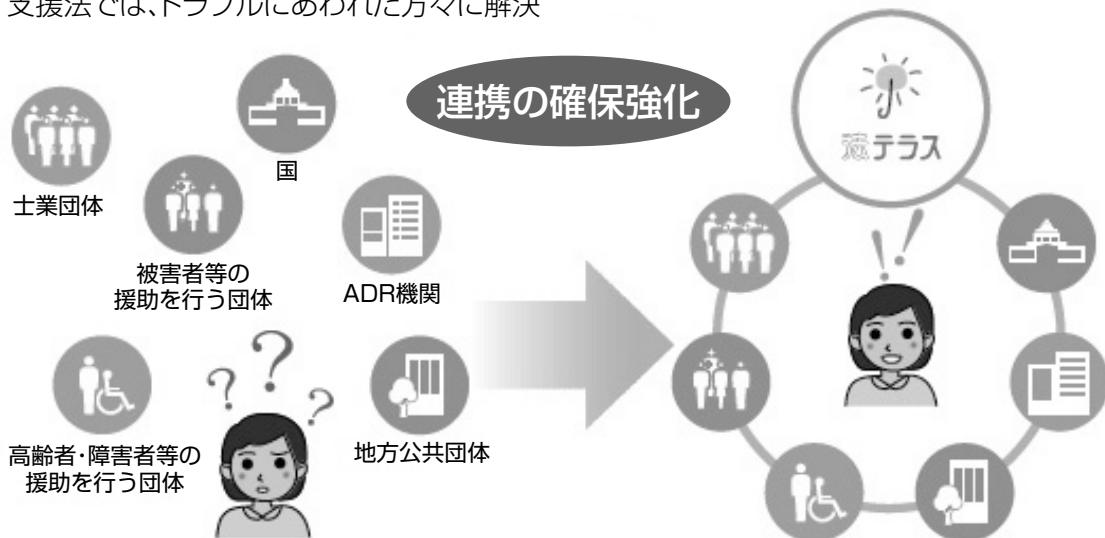 支援法では、トラブルにあわれた方々に解決
連携の確保強化
法テラス
国
士業団体
被害者等の
援助を行う団体
ADR機関
高齢者・障害者等の
援助を行う団体
地方公共団体